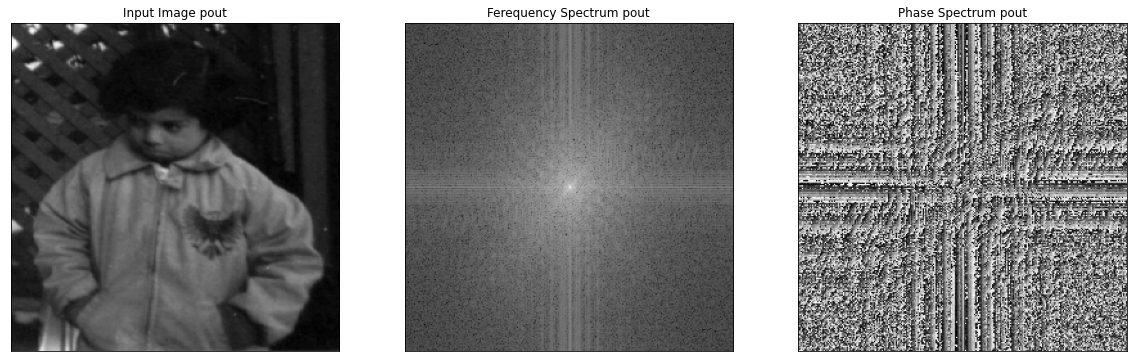 Input Image pout
Ferequency Spectrum pout
Phase Spectrum pout